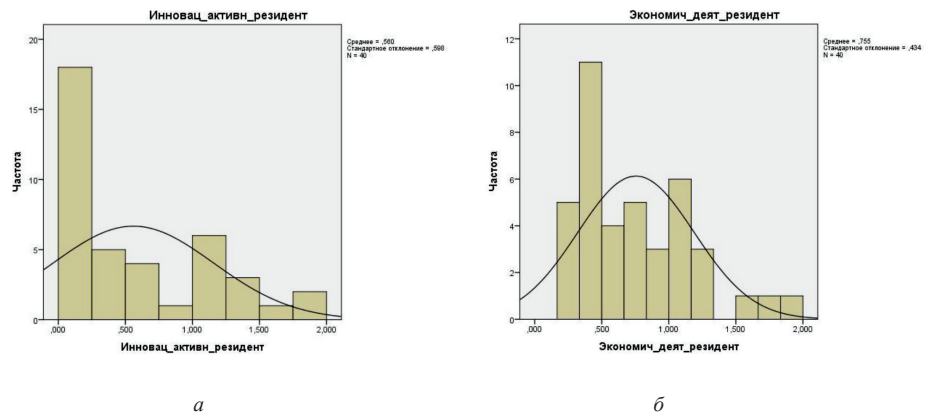 Инновац_активн_резидент
Среднее = ,560
Стандартное отклонение = ,598
N = 40
Частота
20
15
10
5
0
,000 ,500 1,000 1,500 2,000
Инновац_активн_резидент
а
Экономич_деят_резидент
Среднее = ,755
Стандартное отклонение = ,434
N = 40
Частота
12
10
8
6
4
2
0
,000 ,500 1,000 1,500 2,000
Экономич_деят_резидент
б